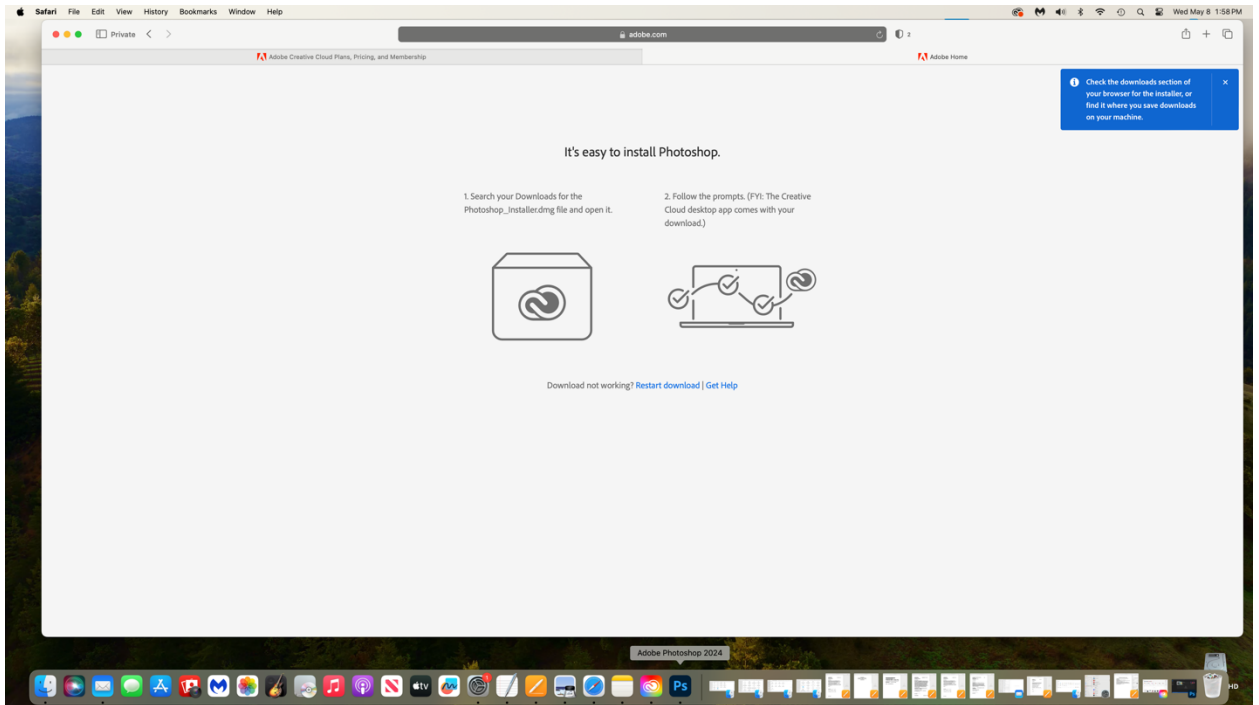 Safari File Edit View History Bookmarks Window Help Wed May 8 1:58 PM
Private adobe.com 2
Adobe Creative Cloud Plans, Pricing, and Membership Adobe Home
Check the downloads section of
your browser for the installer, or
find it where you save downloads
on your machine.
It's easy to install Photoshop.
1. Search your Downloads for the
Photoshop_Installer.dmg file and open it.
2. Follow the prompts. (FYI: The Creative
Cloud desktop app comes with your
download.)
Download not working? Restart download | Get Help
Adobe Photoshop 2024
tv Ps HD